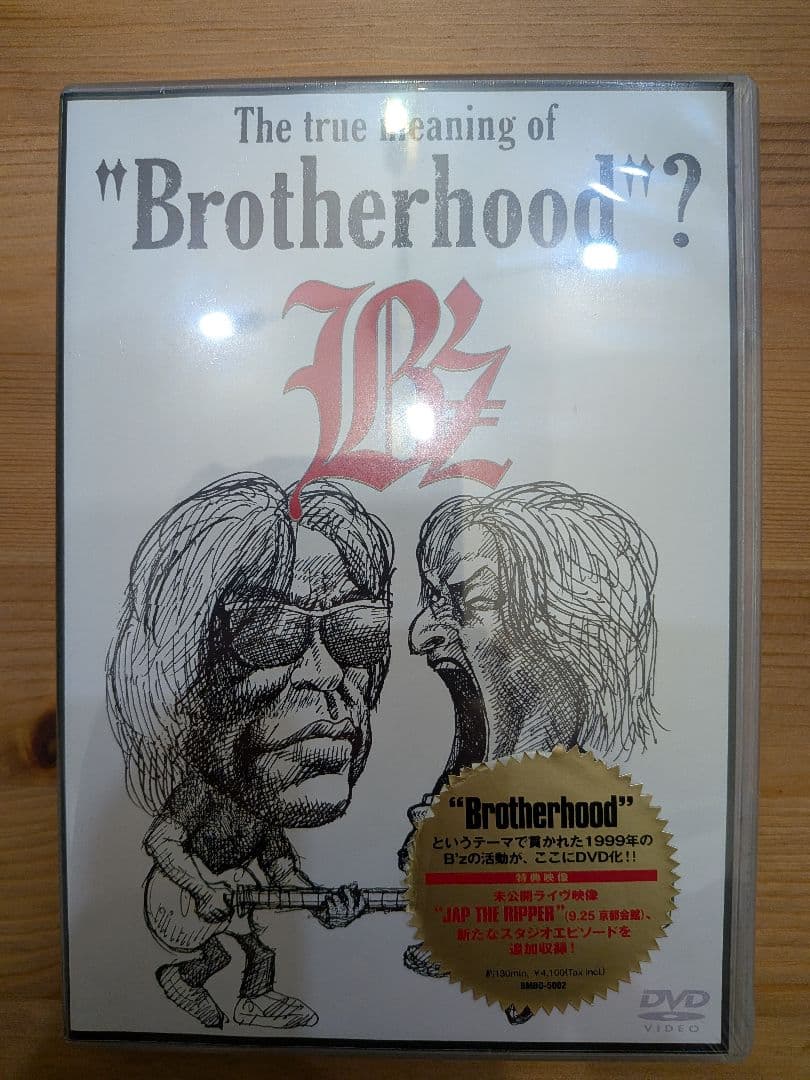 The true meaning of
"Brotherhood"?
B'z
"Brotherhood"
というテーマで貫かれた1999年の
B'zの活動が、ここにDVD化!!
特典映像
未公開ライヴ映像
"JAP THE RIPPER"(9.25 京都会館)、
新たなスタジオエピソードを
追加収録!
約130min. ¥4,100(Tax incl.)
BMBD-5002
DVD
VIDEO